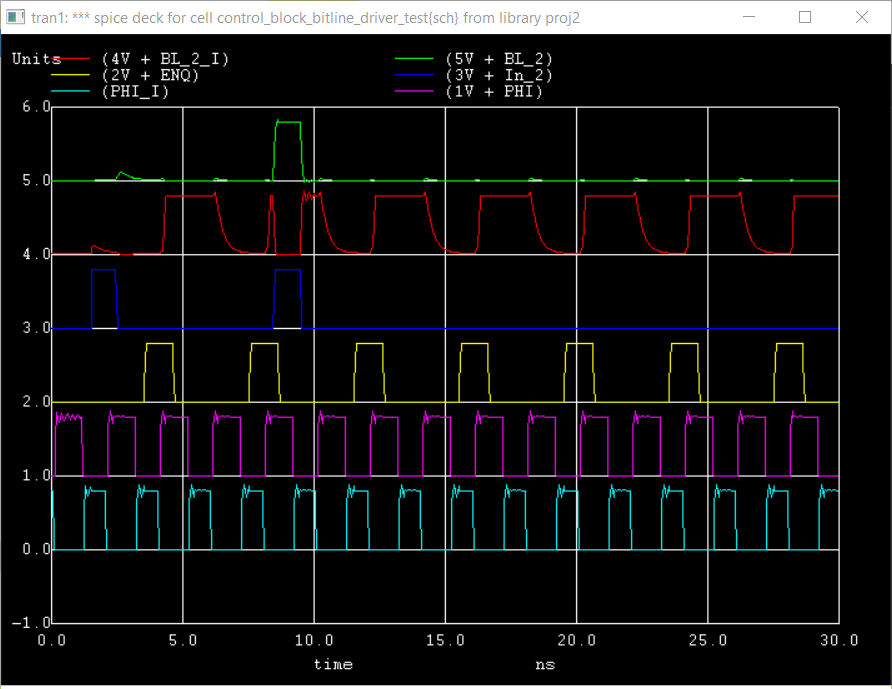 tran1: *** spice deck for cell control_block_bitline_driver_test{sch} from library proj2
Units (4V + BL_2_I) (5V + BL_2)
(2V + ENQ) (3V + In_2)
(PHI_I) (1V + PHI)
6.0
5.0
4.0
3.0
2.0
1.0
0.0
-1.0
0.0 5.0 10.0 15.0 20.0 25.0 30.0
time ns